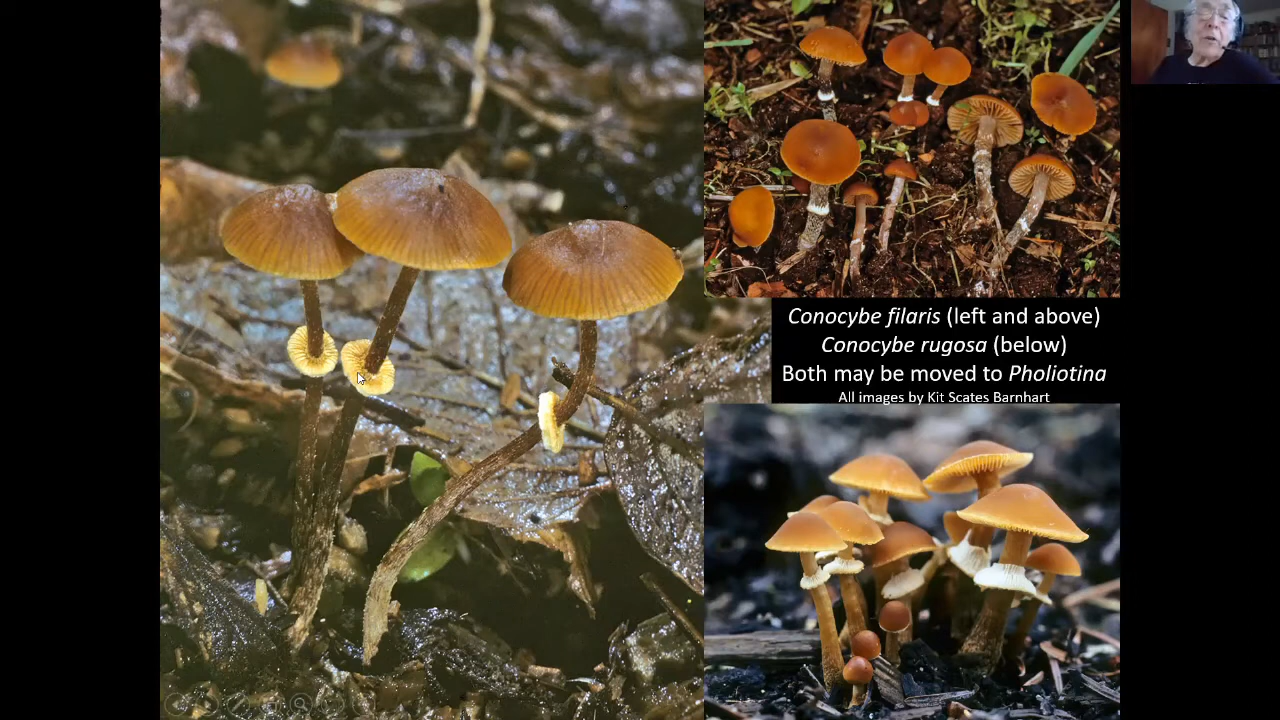 Conocybe filaris (left and above)
Conocybe rugosa (below)
Both may be moved to Pholiotina
All images by Kit Scates Barnhart